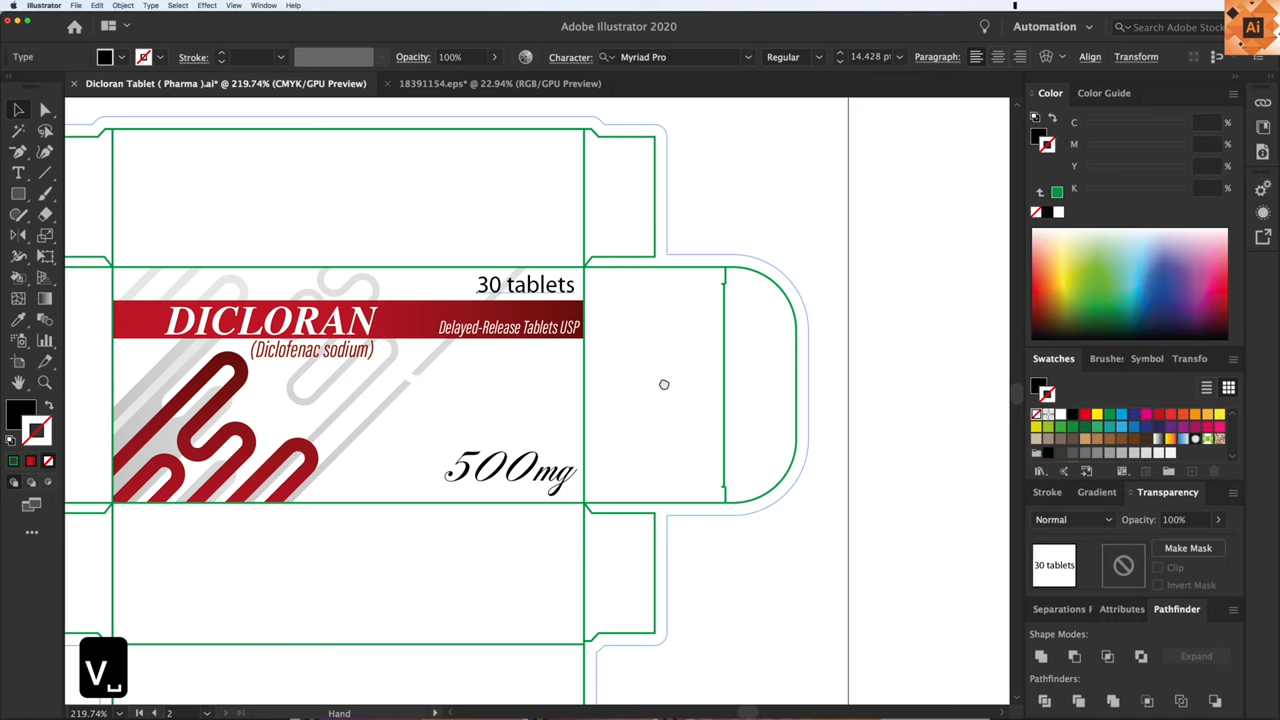 Illustrator File Edit Object Type Select Effect View Window Help
Adobe Illustrator 2020
Automation
Search Adobe Stock
Ai
Type
Stroke:
Opacity: 100%
Character:
Myriad Pro
Regular
14.428 pt
Paragraph:
Align
Transform
Dicloran Tablet ( Pharma ).ai* @ 219.74% (CMYK/GPU Preview)
18391154.eps* @ 22.94% (RGB/GPU Preview)
Color
Color Guide
C %
M %
Y %
K %
30 tablets
DICLORAN
Delayed-Release Tablets USP
(Diclofenac sodium)
500mg
Swatches
Brushes
Symbol
Transfo
Stroke
Gradient
Transparency
Normal
Opacity: 100%
30 tablets
Make Mask
Clip
Invert Mask
Separations F
Attributes
Pathfinder
Shape Modes:
Expand
Pathfinders:
V
219.74%
2
Hand